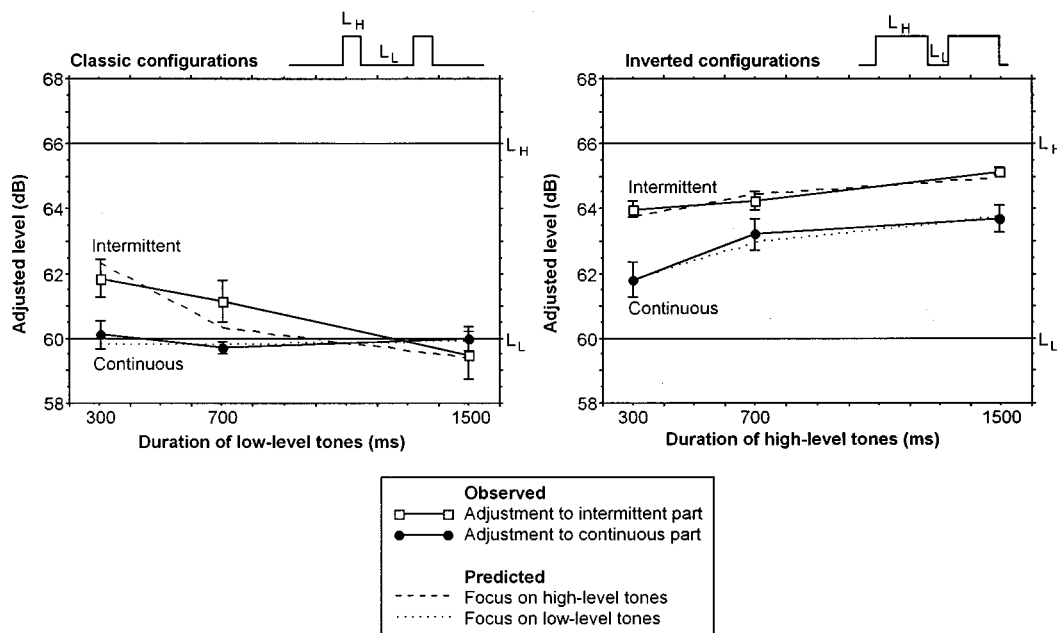 Classic configurations
L_H
L_L
68
66
64
62
60
58
Adjusted level (dB)
Intermittent
Continuous
L_H
L_L
300
700
1500
Duration of low-level tones (ms)
Inverted configurations
L_H
L_L
68
66
64
62
60
58
Adjusted level (dB)
Intermittent
Continuous
L_H
L_L
300
700
1500
Duration of high-level tones (ms)
Observed
Adjustment to intermittent part
Adjustment to continuous part
Predicted
Focus on high-level tones
Focus on low-level tones